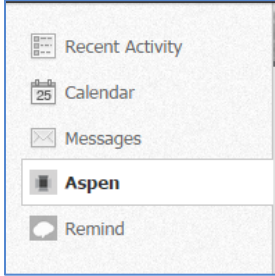 Recent Activity
25 Calendar
Messages
Aspen
Remind